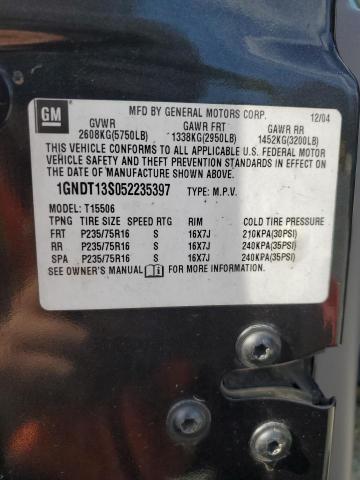 GM
MFD BY GENERAL MOTORS CORP. 12/04
GVWR GAWR FRT GAWR RR
2608KG(5750LB) 1338KG(2950LB) 1452KG(3200LB)
THIS VEHICLE CONFORMS TO ALL APPLICABLE U.S. FEDERAL MOTOR
VEHICLE SAFETY AND THEFT PREVENTION STANDARDS IN EFFECT ON
THE DATE OF MANUFACTURE SHOWN ABOVE.
1GNDT13S052235397 TYPE: M.P.V.
MODEL: T15506
TPNG TIRE SIZE SPEED RTG RIM COLD TIRE PRESSURE
FRT P235/75R16 S 16X7J 210KPA(30PSI)
RR P235/75R16 S 16X7J 240KPA(35PSI)
SPA P235/75R16 S 16X7J 240KPA(35PSI)
SEE OWNER'S MANUAL FOR MORE INFORMATION.